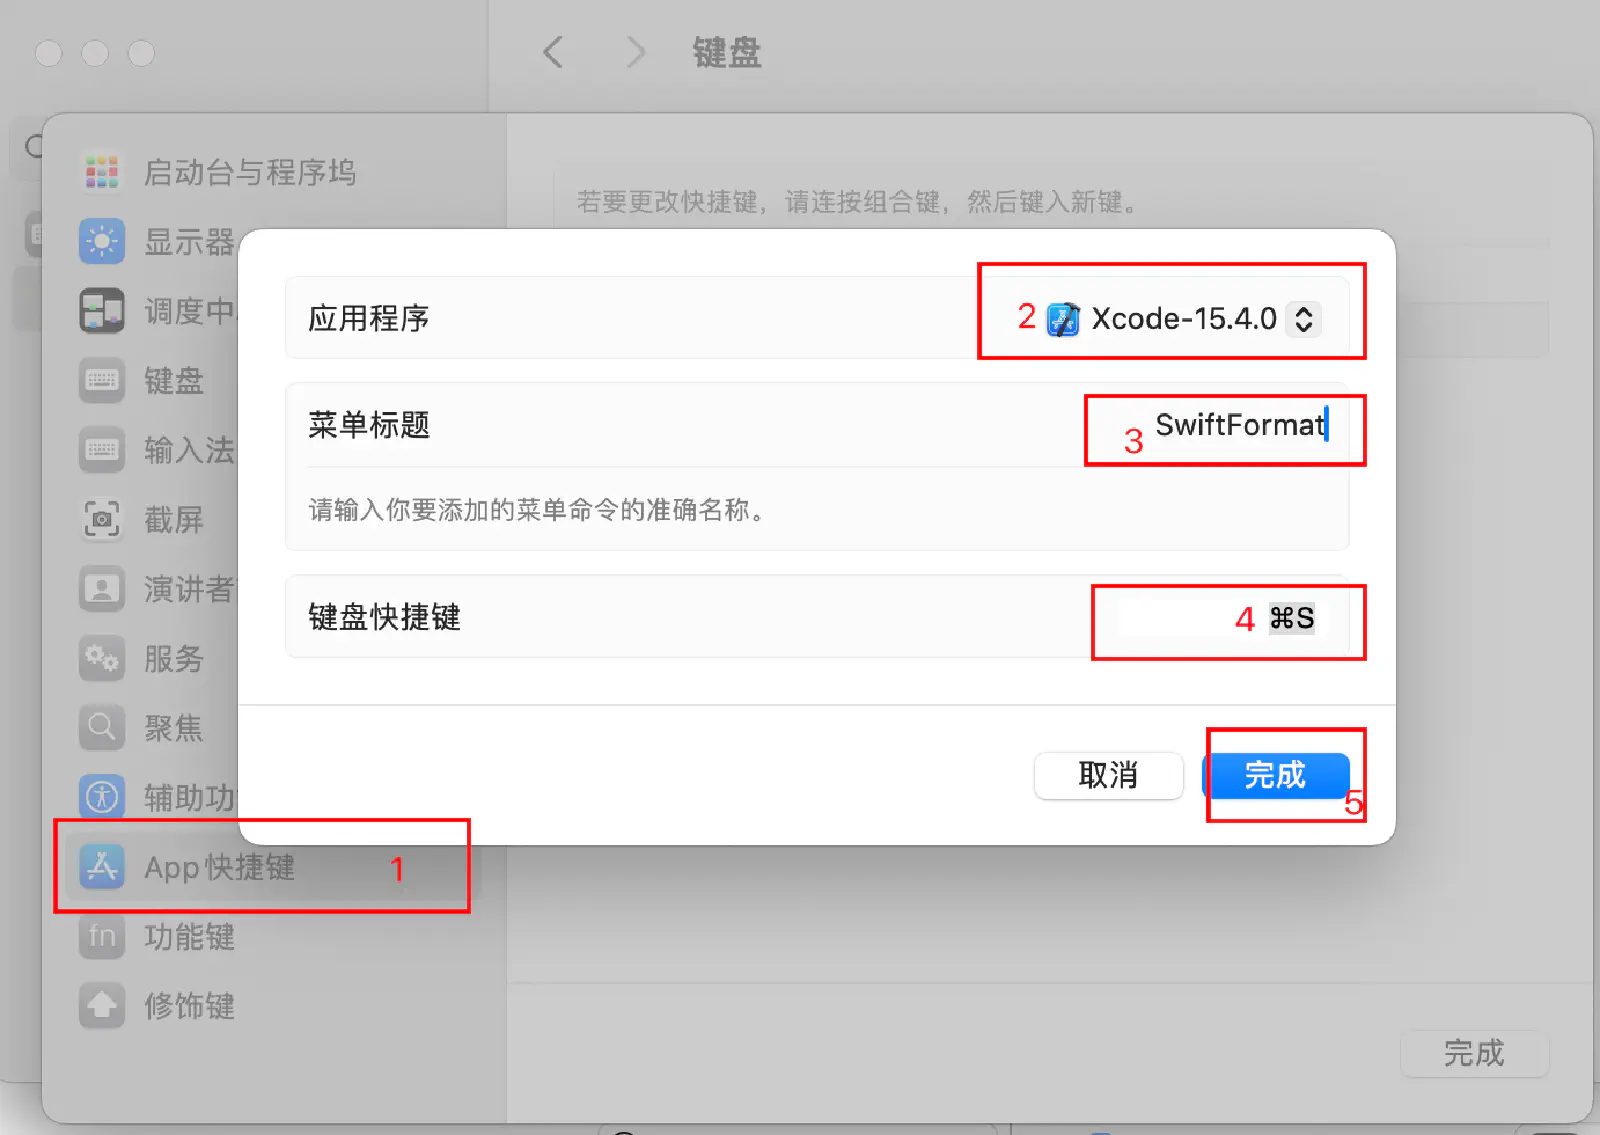 键盘
启动台与程序坞
若要更改快捷键，请连按组合键，然后键入新键。
显示器
调度中
键盘
输入法
截屏
演讲者
服务
聚焦
辅助功
App 快捷键 1
fn 功能键
修饰键
应用程序 2 Xcode-15.4.0
菜单标题 3 SwiftFormat
请输入你要添加的菜单命令的准确名称。
键盘快捷键 4 ⌘S
取消 完成 5
完成